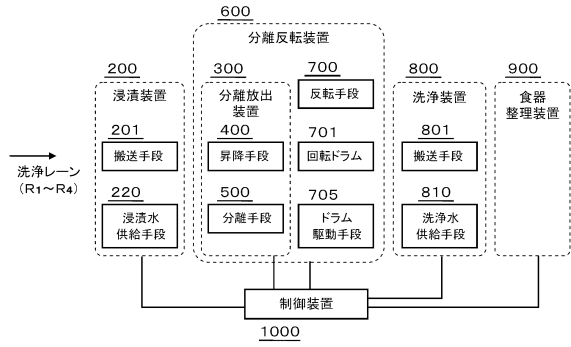 600
分離反転装置
200
浸漬装置
201
搬送手段
220
浸漬水
供給手段
300
分離放出
装置
400
昇降手段
500
分離手段
700
反転手段
701
回転ドラム
705
ドラム
駆動手段
800
洗浄装置
801
搬送手段
810
洗浄水
供給手段
900
食器
整理装置
洗浄レーン
(R1～R4)
制御装置
1000